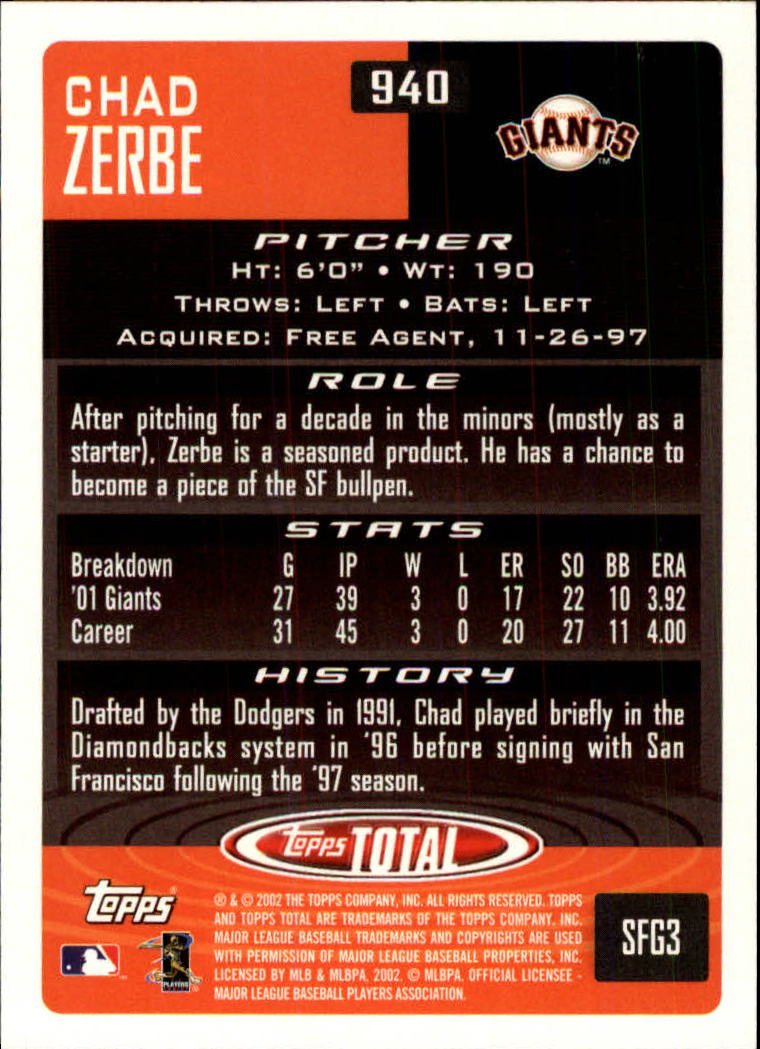 CHAD
ZERBE
940
GIANTS
TM
PITCHER
HT: 6'0" • WT: 190
THROWS: LEFT • BATS: LEFT
ACQUIRED: FREE AGENT, 11-26-97
ROLE
After pitching for a decade in the minors (mostly as a
starter), Zerbe is a seasoned product. He has a chance to
become a piece of the SF bullpen.
STATS
Breakdown G IP W L ER SO BB ERA
'01 Giants 27 39 3 0 17 22 10 3.92
Career 31 45 3 0 20 27 11 4.00
HISTORY
Drafted by the Dodgers in 1991, Chad played briefly in the
Diamondbacks system in '96 before signing with San
Francisco following the '97 season.
Topps TOTAL
Topps®
® & © 2002 THE TOPPS COMPANY, INC. ALL RIGHTS RESERVED. TOPPS
AND TOPPS TOTAL ARE TRADEMARKS OF THE TOPPS COMPANY, INC.
MAJOR LEAGUE BASEBALL TRADEMARKS AND COPYRIGHTS ARE USED
WITH PERMISSION OF MAJOR LEAGUE BASEBALL PROPERTIES, INC.
LICENSED BY MLB & MLBPA. 2002. © MLBPA. OFFICIAL LICENSEE -
MAJOR LEAGUE BASEBALL PLAYERS ASSOCIATION.
PLAYERS
SFG3